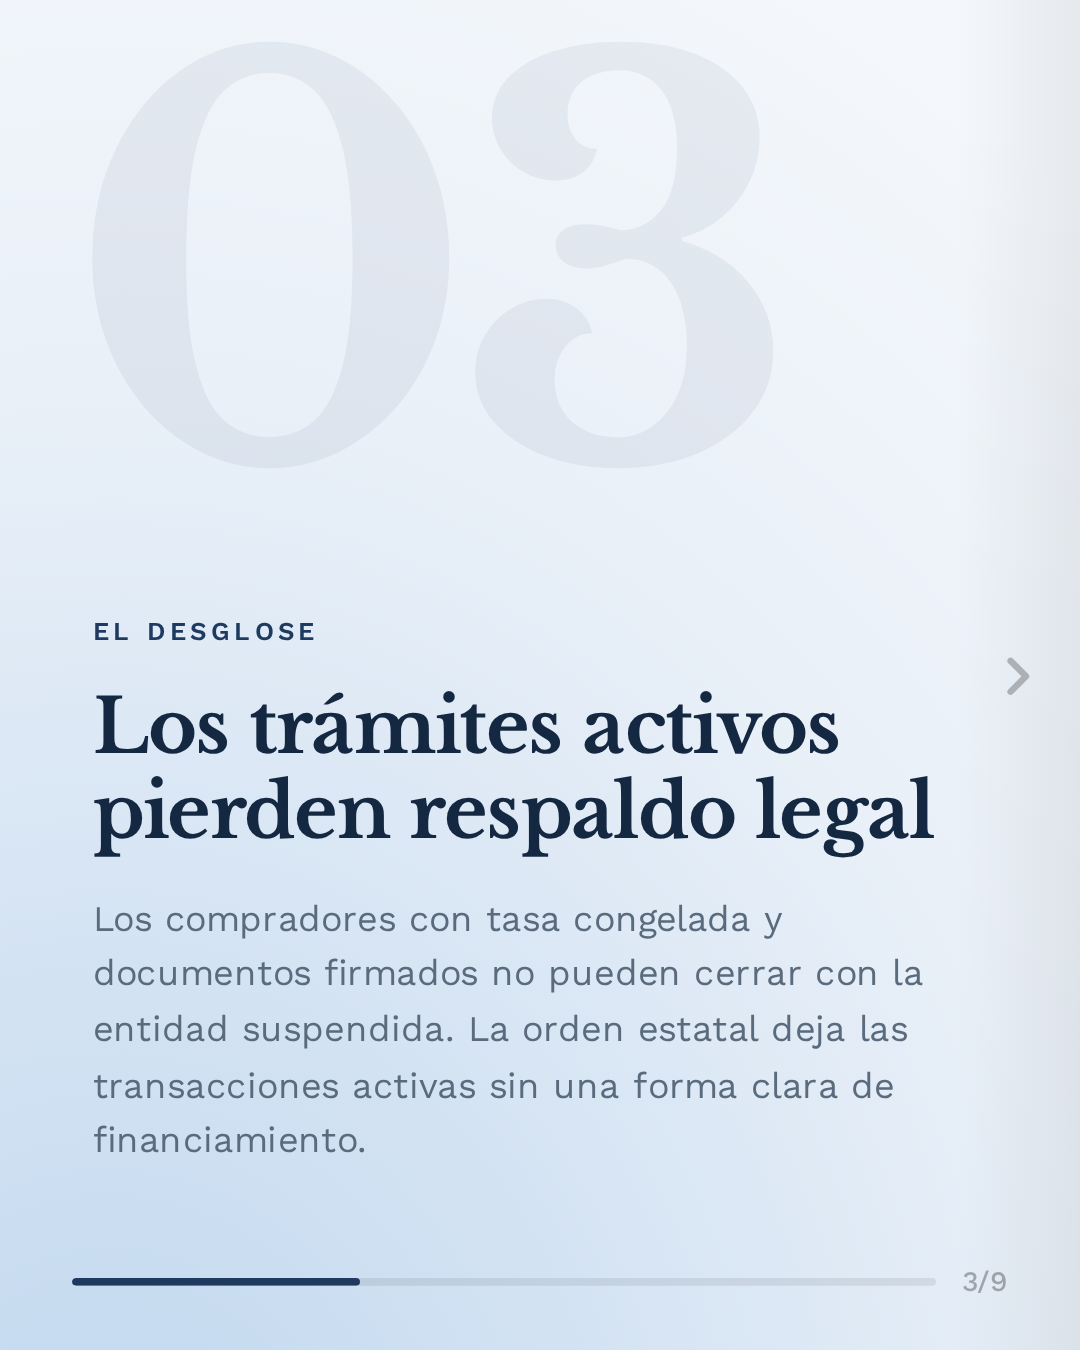 03
EL DESGLOSE
Los trámites activos
pierden respaldo legal
Los compradores con tasa congelada y
documentos firmados no pueden cerrar con la
entidad suspendida. La orden estatal deja las
transacciones activas sin una forma clara de
financiamiento.
3/9